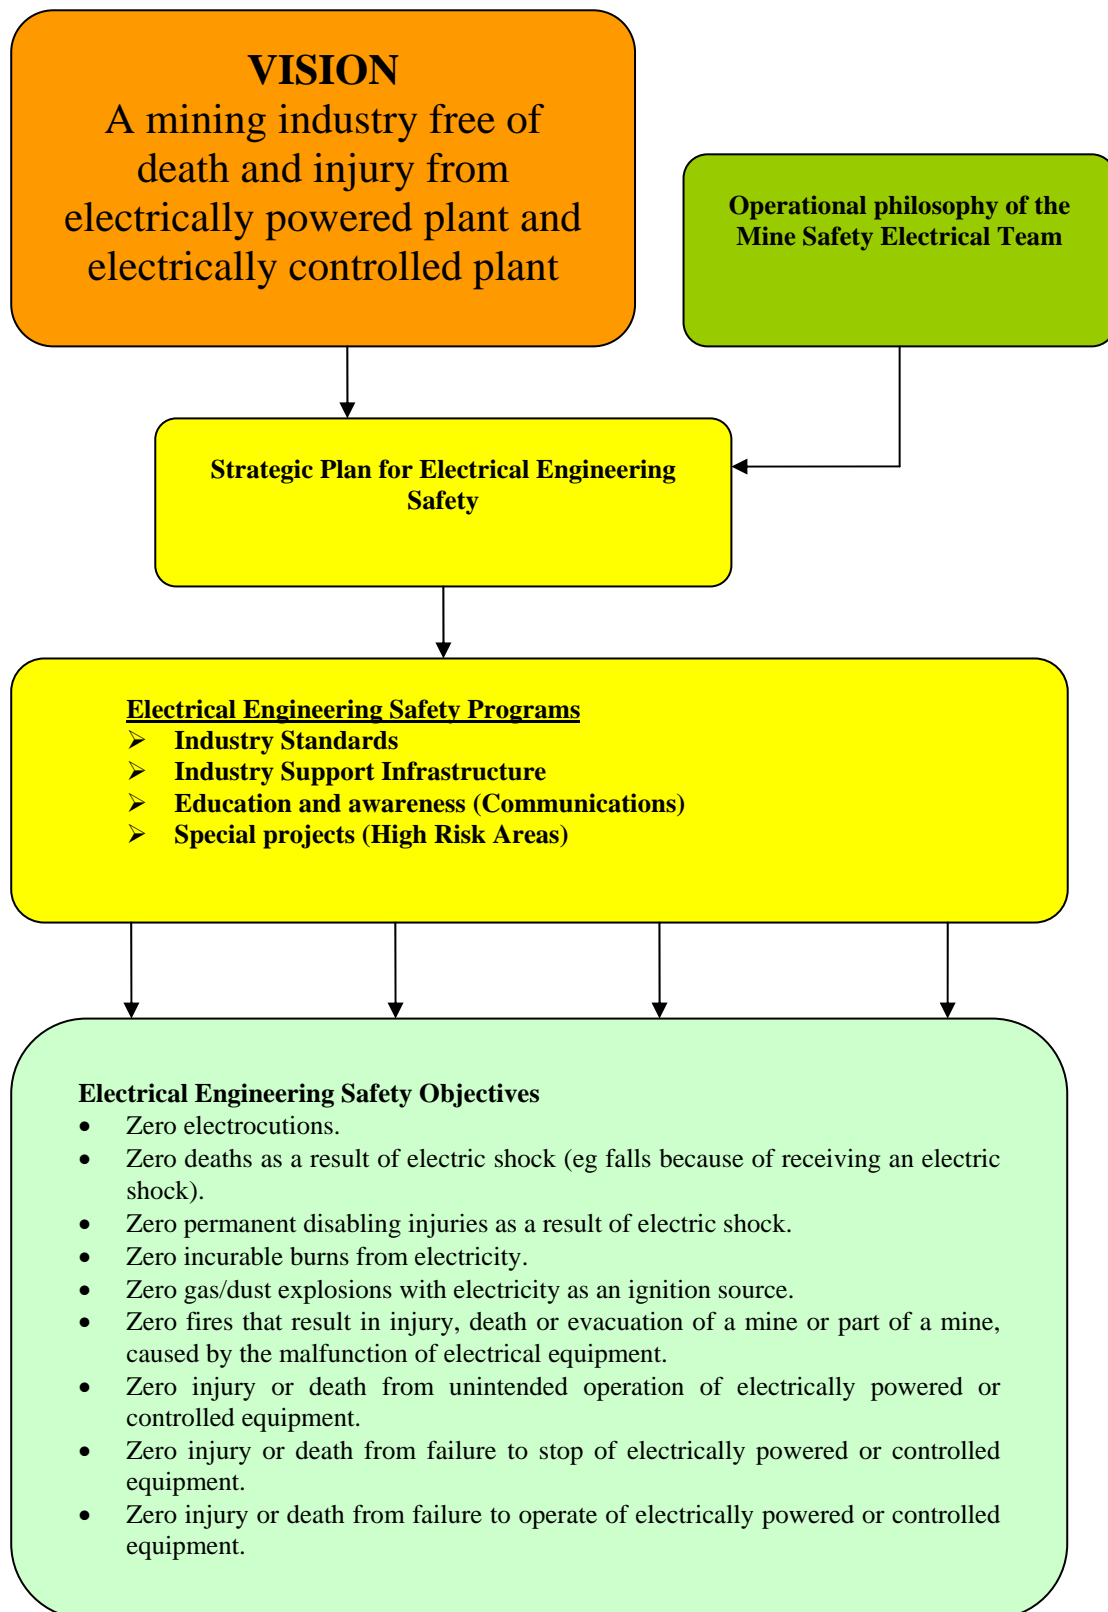 VISION
A mining industry free of
death and injury from
electrically powered plant and
electrically controlled plant
Operational philosophy of the
Mine Safety Electrical Team
Strategic Plan for Electrical Engineering
Safety
Electrical Engineering Safety Programs
➢ Industry Standards
➢ Industry Support Infrastructure
➢ Education and awareness (Communications)
➢ Special projects (High Risk Areas)
Electrical Engineering Safety Objectives
• Zero electrocutions.
• Zero deaths as a result of electric shock (eg falls because of receiving an electric
shock).
• Zero permanent disabling injuries as a result of electric shock.
• Zero incurable burns from electricity.
• Zero gas/dust explosions with electricity as an ignition source.
• Zero fires that result in injury, death or evacuation of a mine or part of a mine,
caused by the malfunction of electrical equipment.
• Zero injury or death from unintended operation of electrically powered or
controlled equipment.
• Zero injury or death from failure to stop of electrically powered or controlled
equipment.
• Zero injury or death from failure to operate of electrically powered or controlled
equipment.